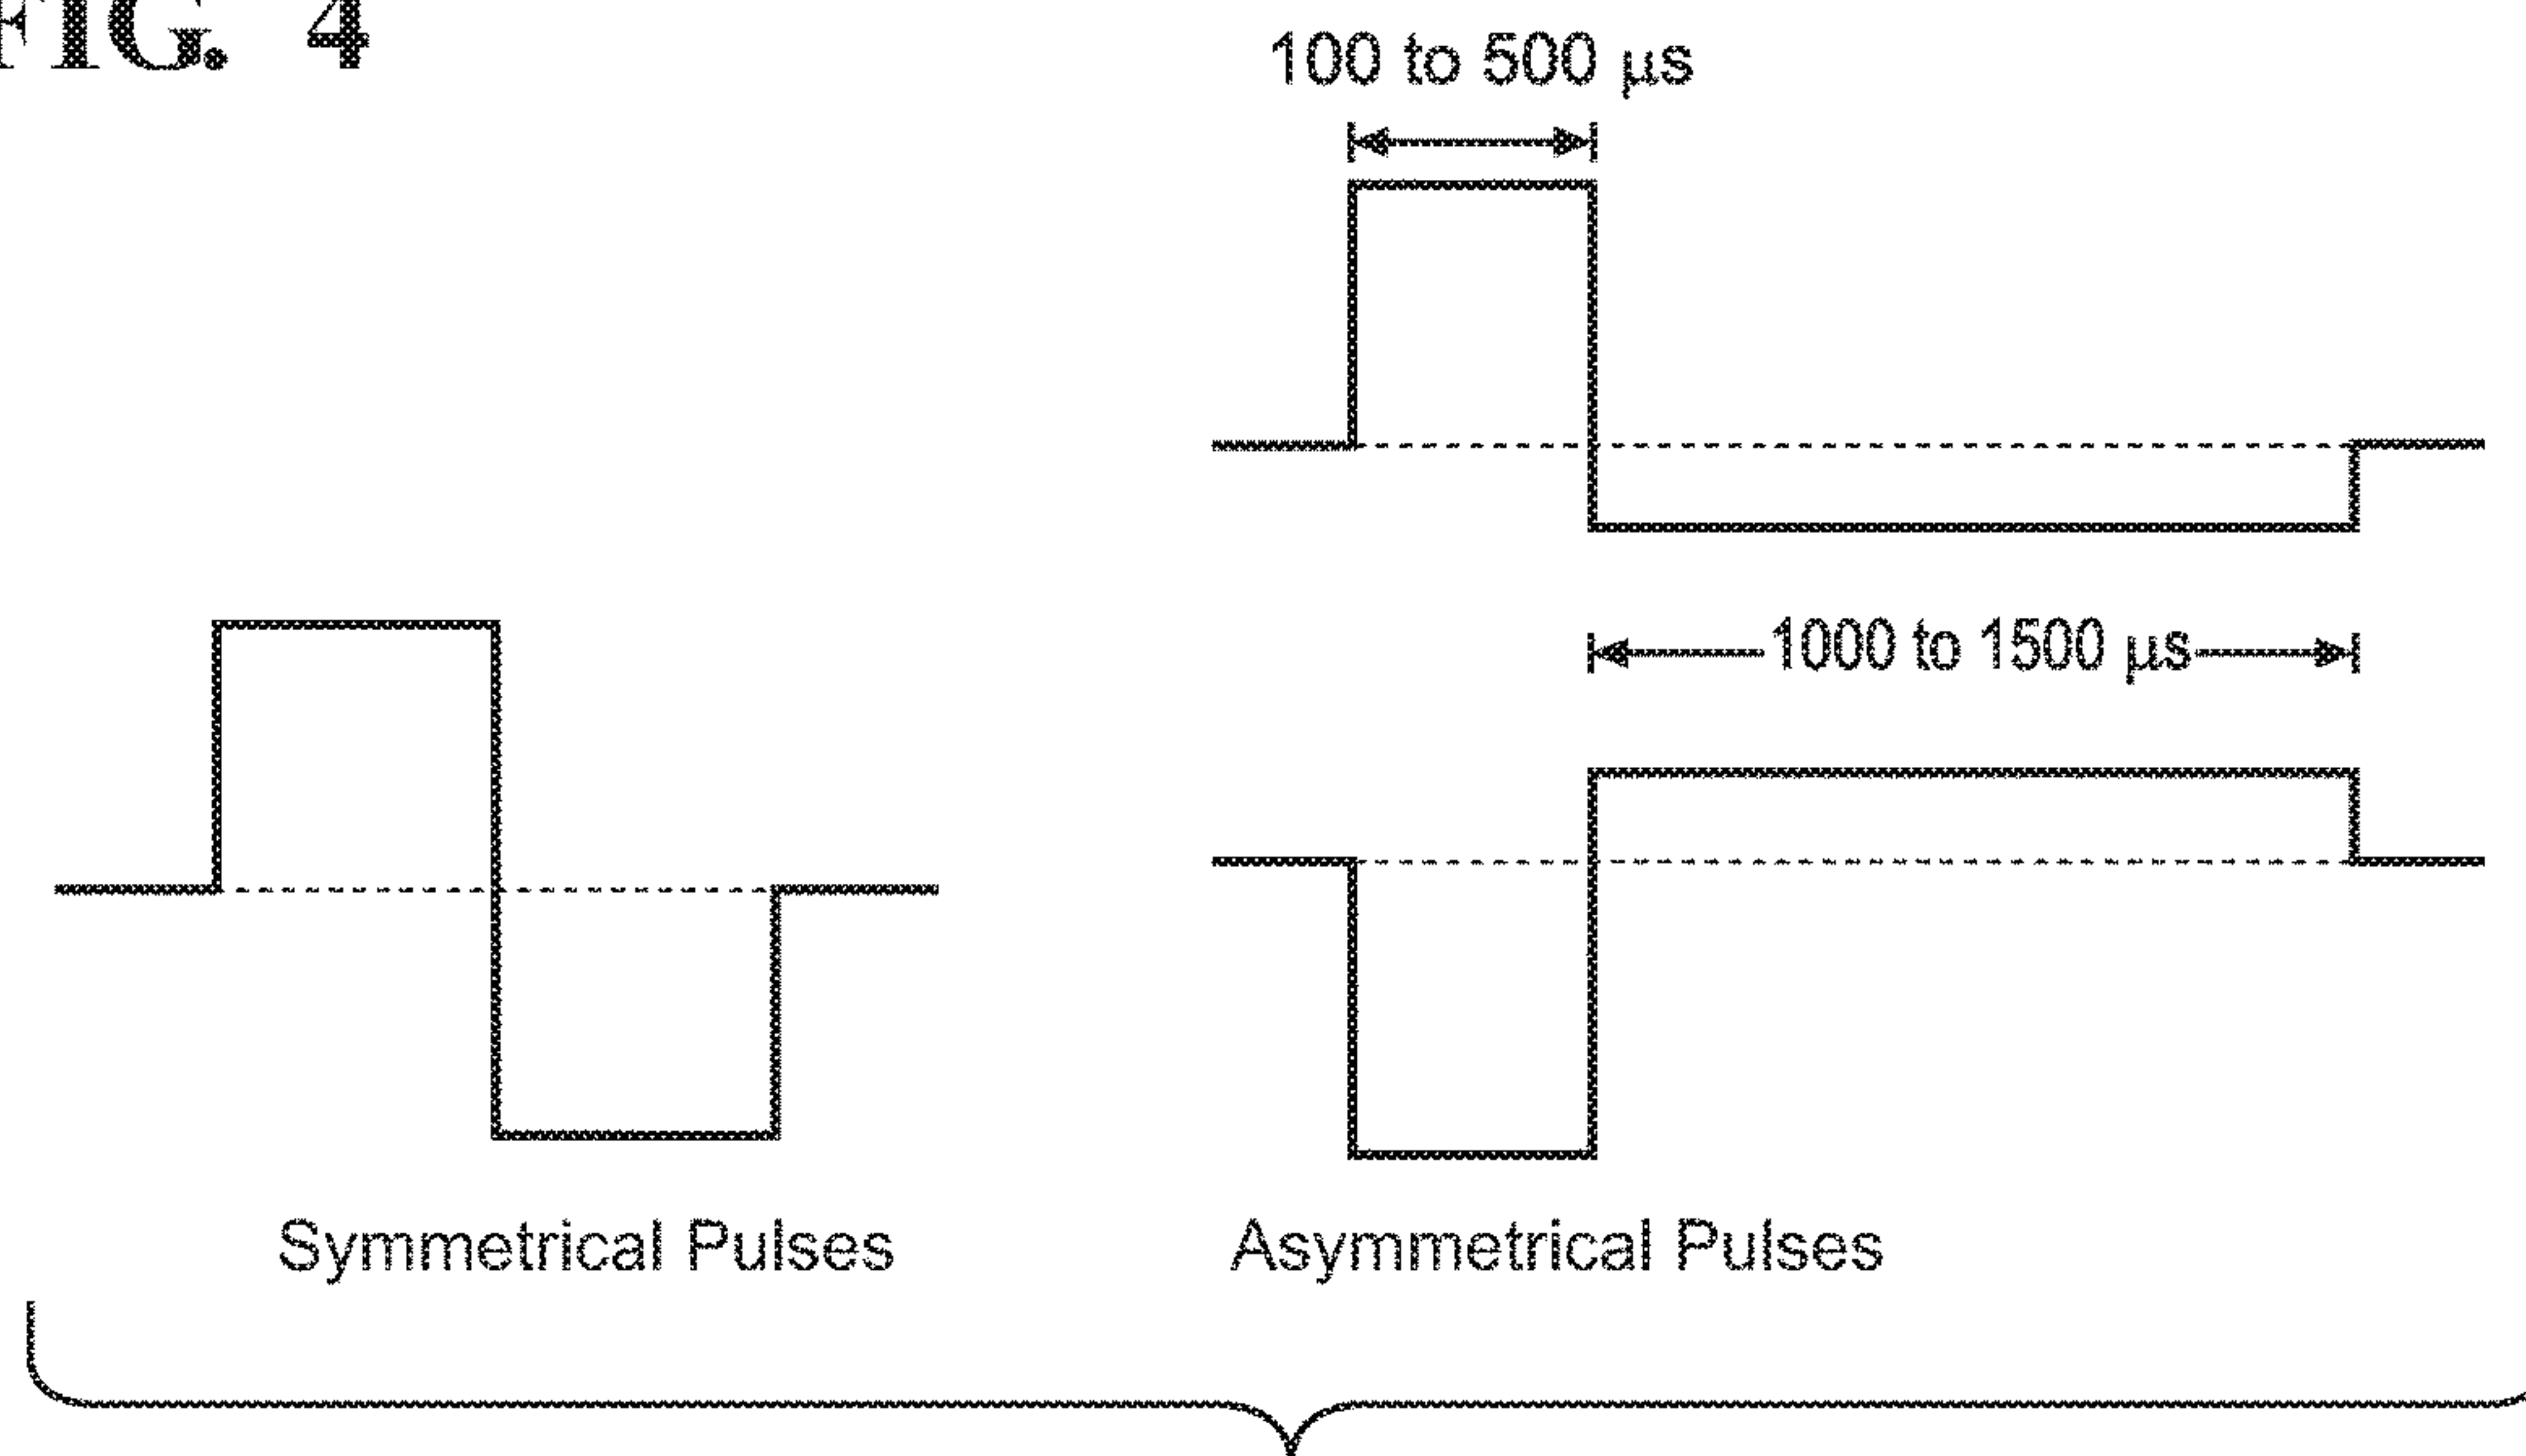 FIG. 4
100 to 500 μs
1000 to 1500 μs
Symmetrical Pulses
Asymmetrical Pulses